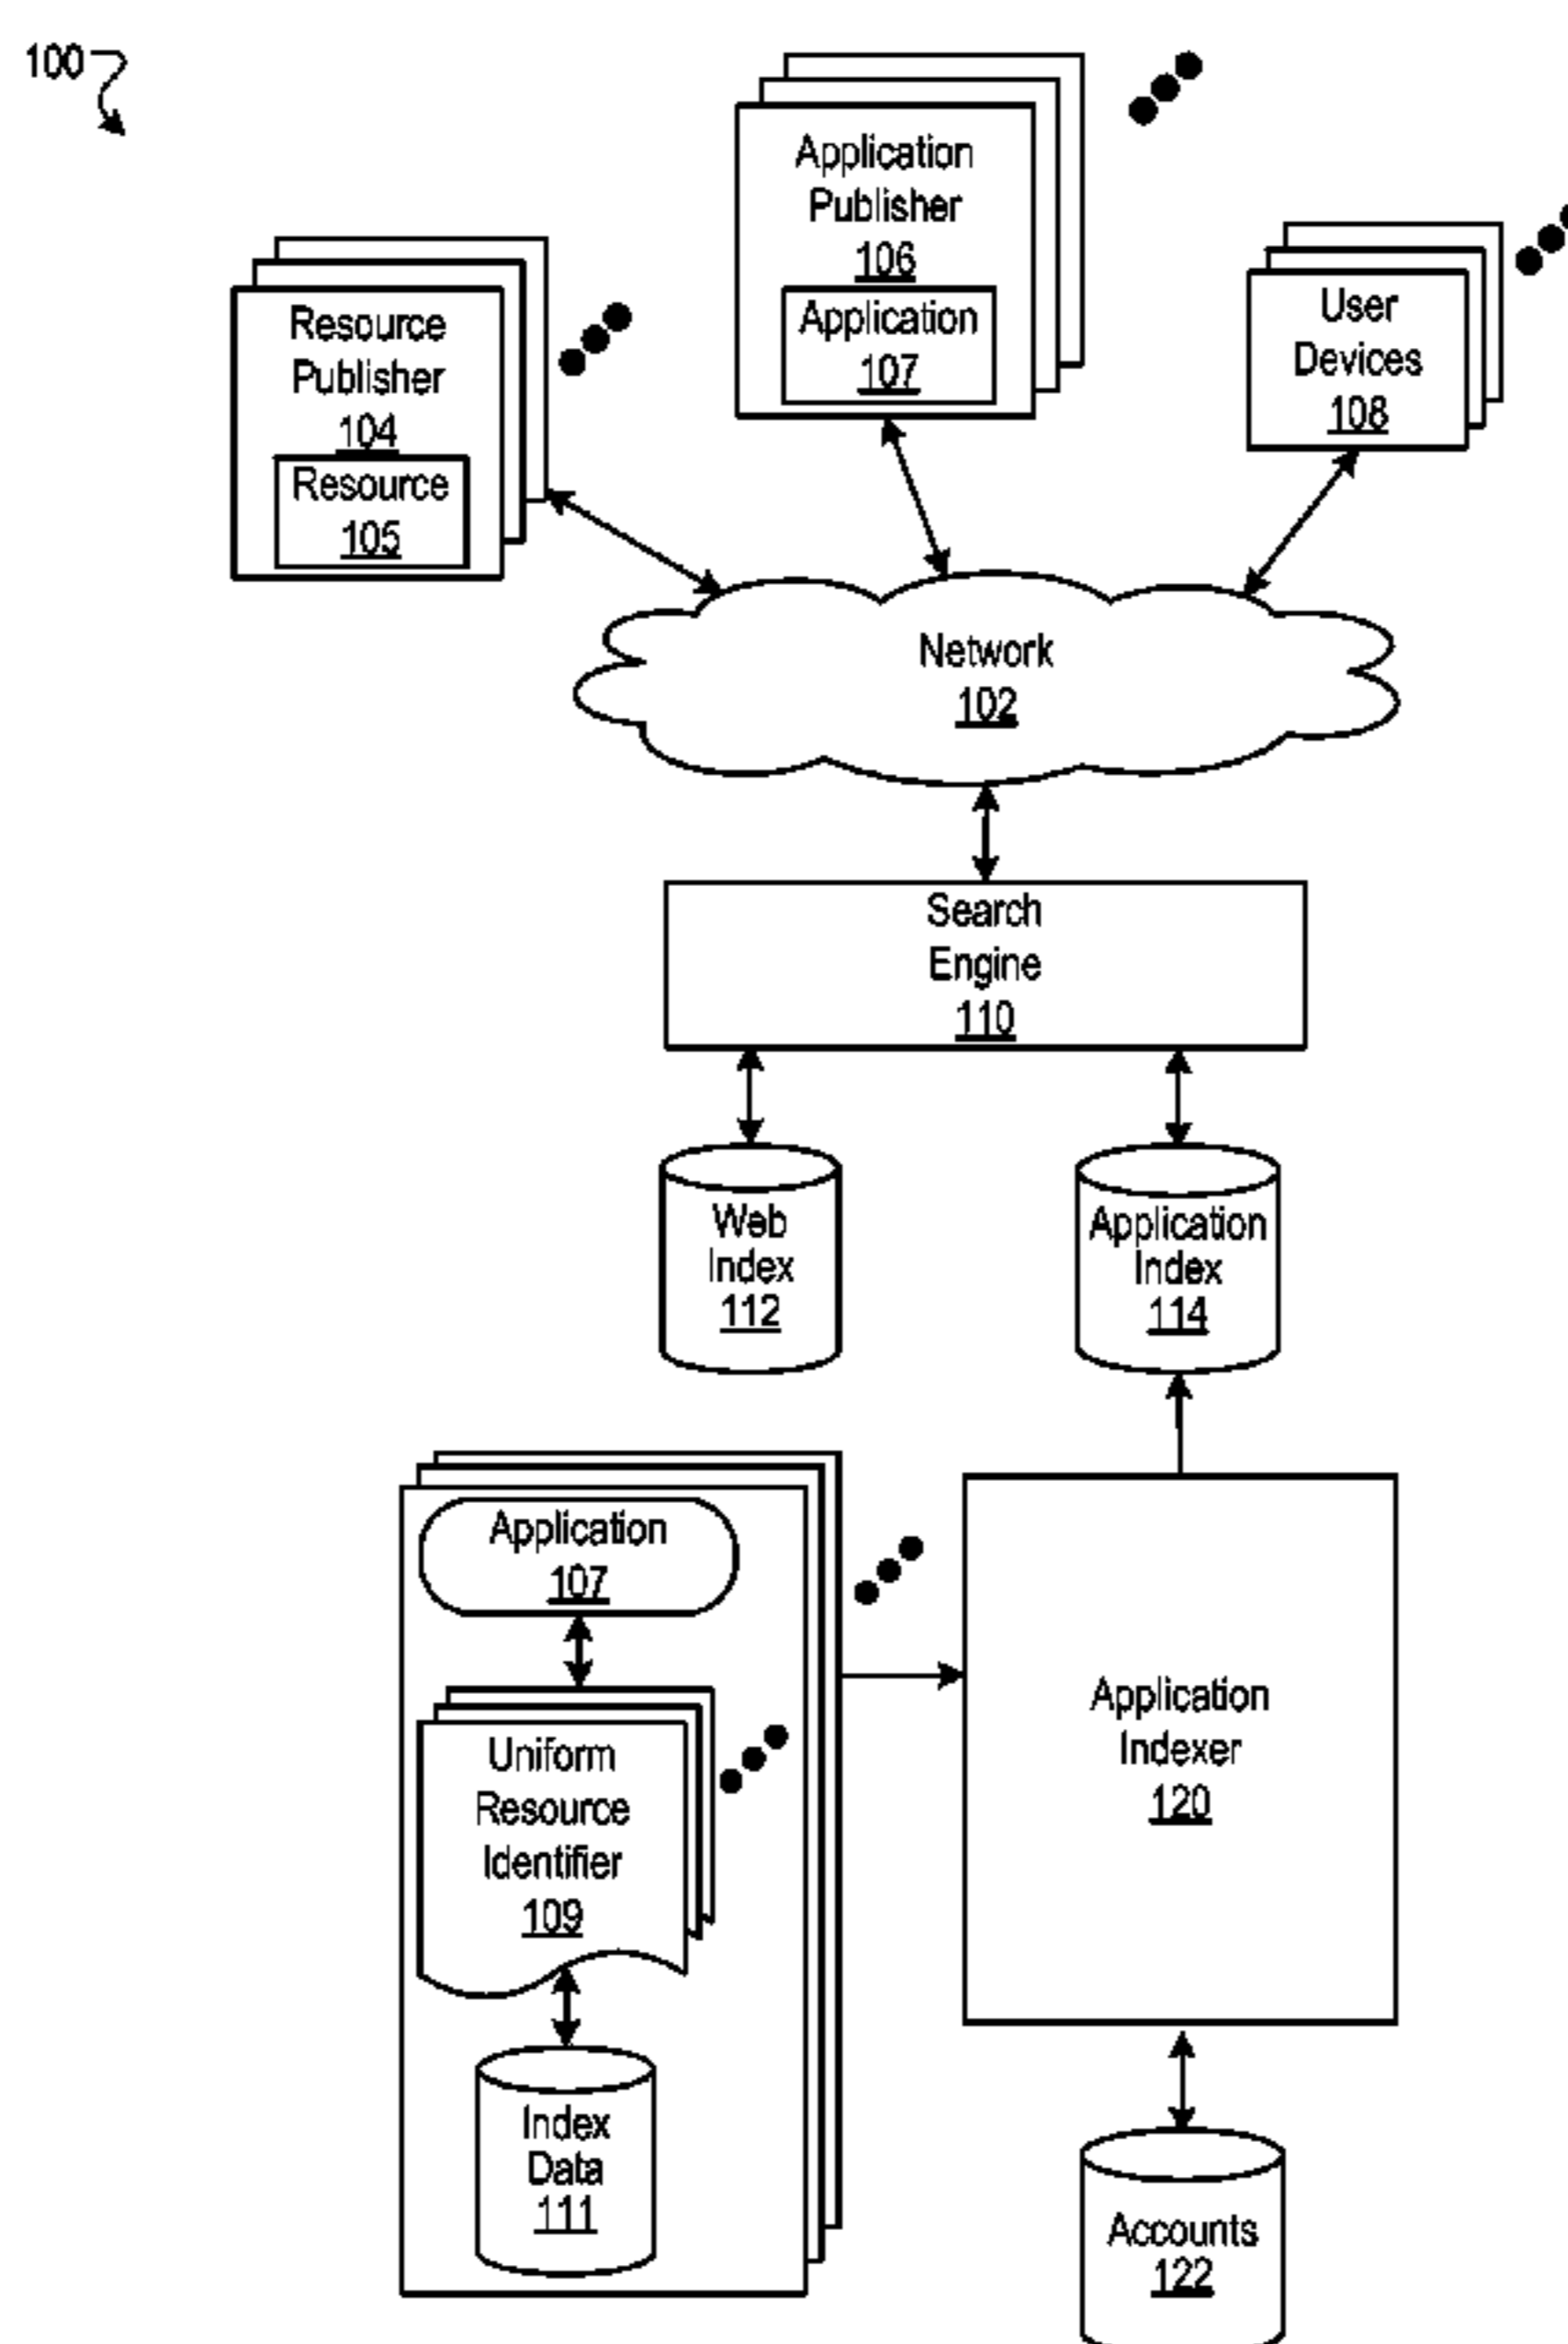 100
Application
Publisher
106
Application
107
Resource
Publisher
104
Resource
105
User
Devices
108
Network
102
Search
Engine
110
Web
Index
112
Application
Index
114
Application
107
Uniform
Resource
Identifier
109
Index
Data
111
Application
Indexer
120
Accounts
122